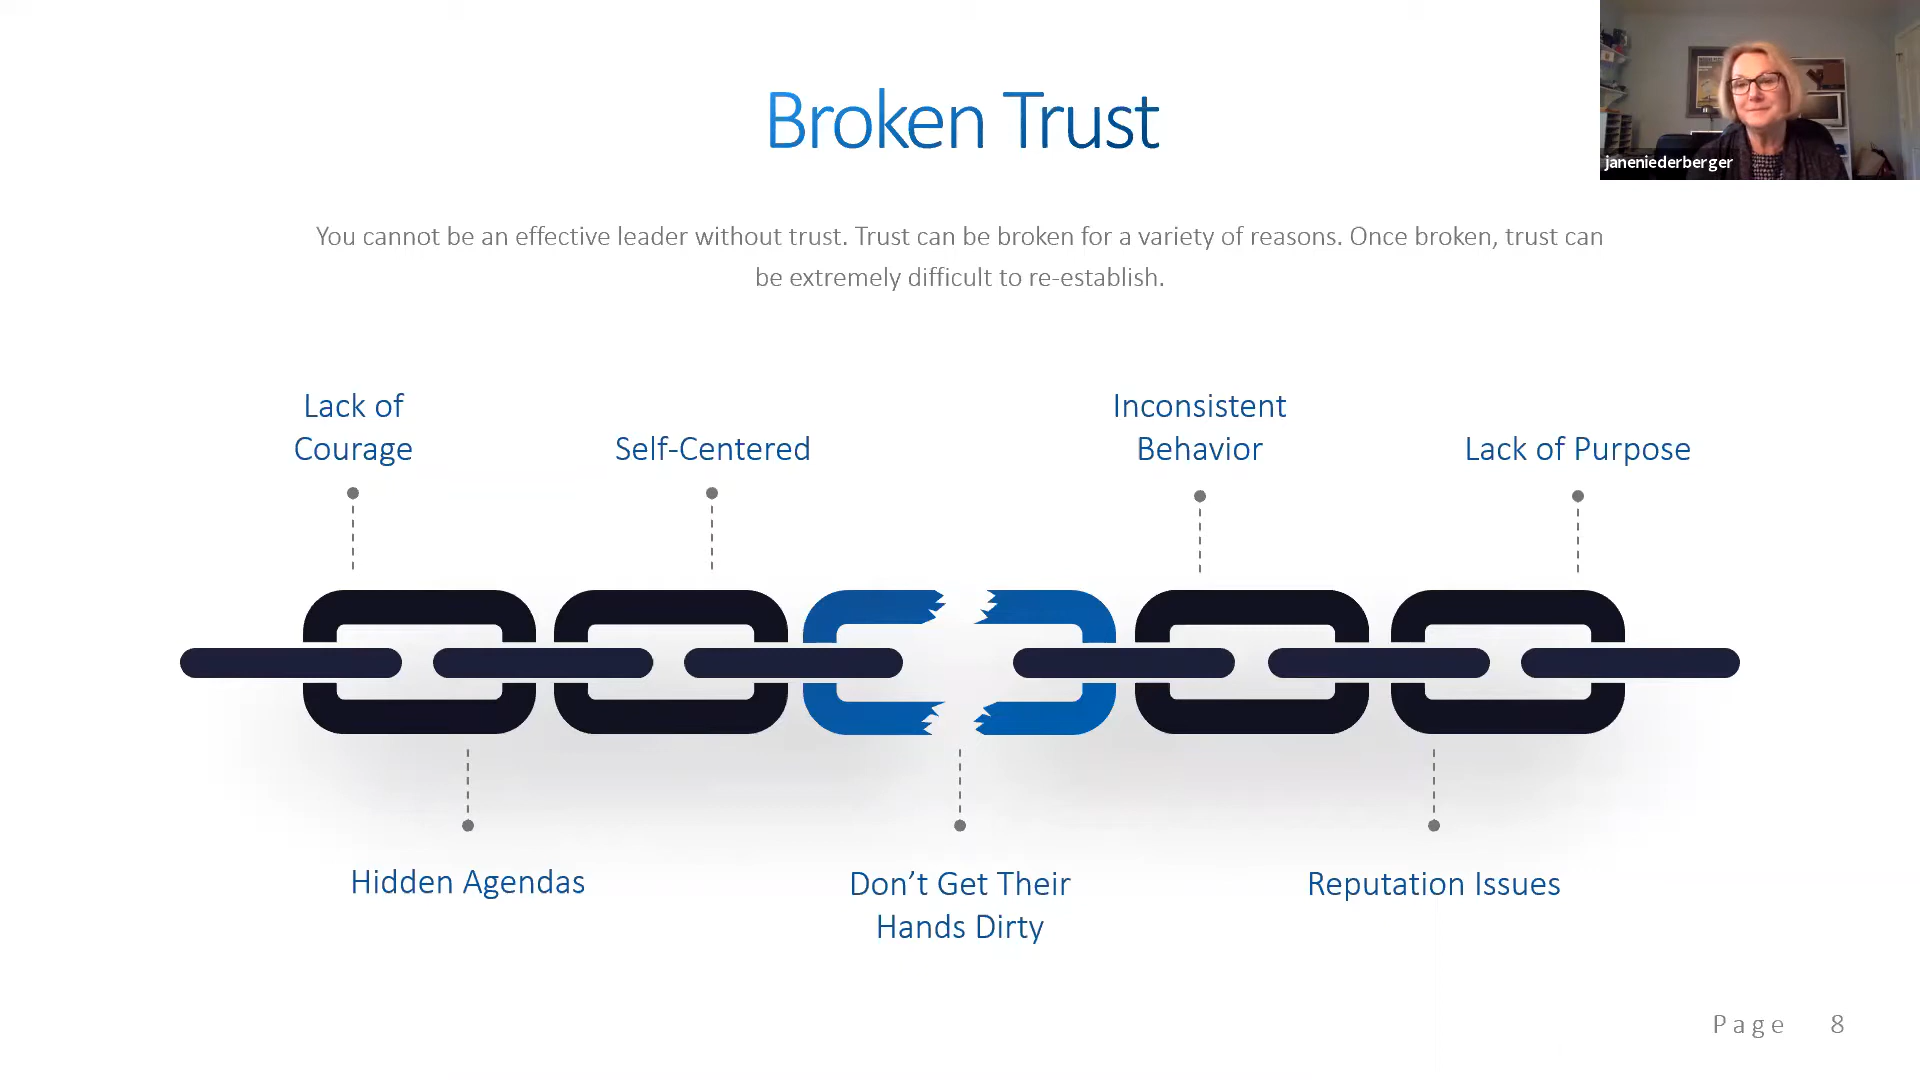 Broken Trust
janeniederberger
You cannot be an effective leader without trust. Trust can be broken for a variety of reasons. Once broken, trust can
be extremely difficult to re-establish.
Lack of
Courage
Self-Centered
Inconsistent
Behavior
Lack of Purpose
Hidden Agendas
Don’t Get Their
Hands Dirty
Reputation Issues
Page 8